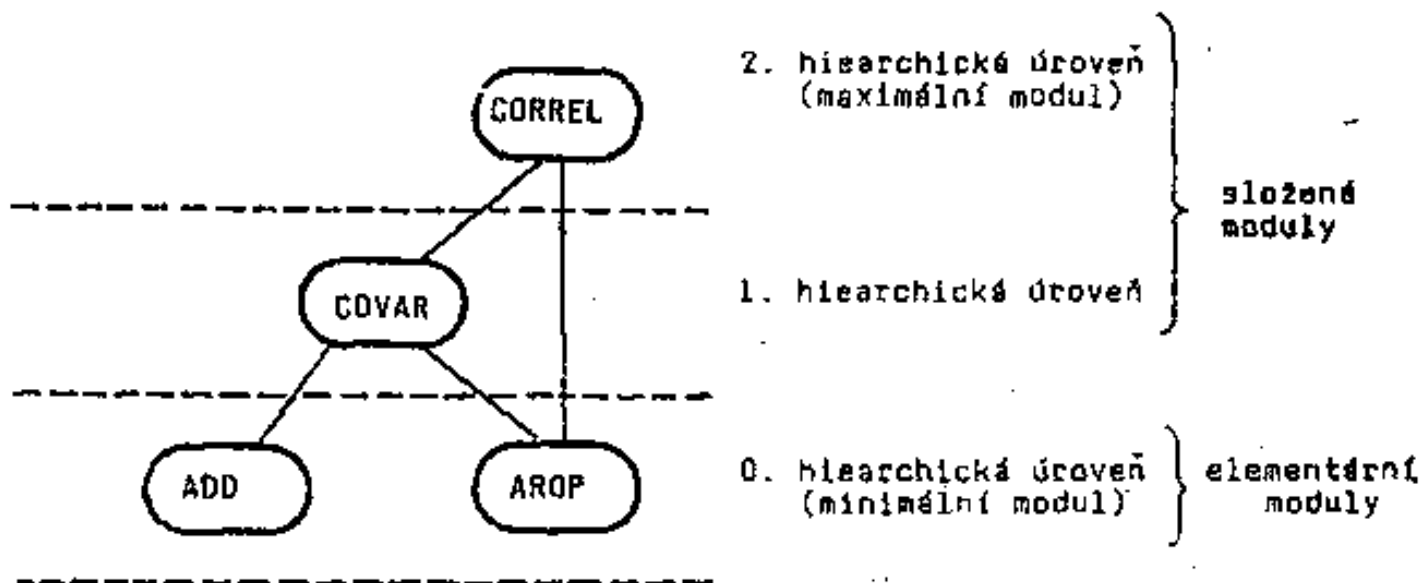 CORREL
2. hiearchická úroveň
(maximální modul)
složené
moduly
COVAR
1. hiearchická úroveň
ADD
AROP
0. hiearchická úroveň
(minimální modul)
elementární
moduly